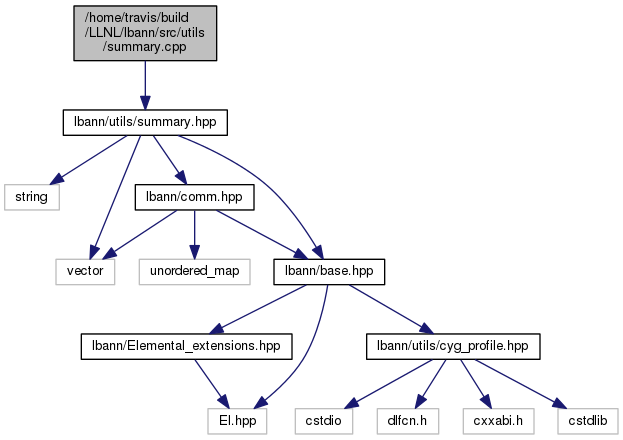 /home/travis/build
/LLNL/lbann/src/utils
/summary.cpp
lbann/utils/summary.hpp
string
lbann/comm.hpp
vector
unordered_map
lbann/base.hpp
lbann/Elemental_extensions.hpp
lbann/utils/cyg_profile.hpp
El.hpp
cstdio
dlfcn.h
cxxabi.h
cstdlib